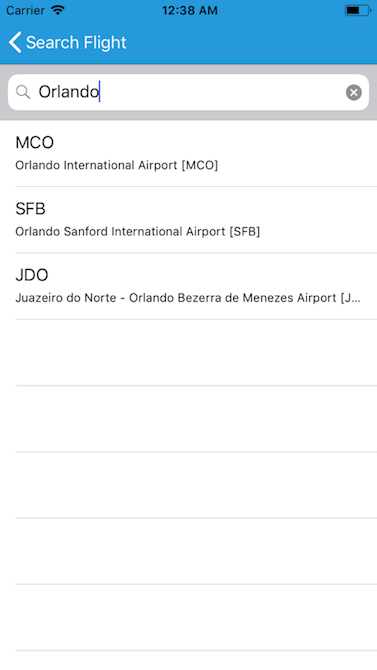 Carrier 12:38 AM
Search Flight
Orlando
MCO
Orlando International Airport [MCO]
SFB
Orlando Sanford International Airport [SFB]
JDO
Juazeiro do Norte - Orlando Bezerra de Menezes Airport [J...